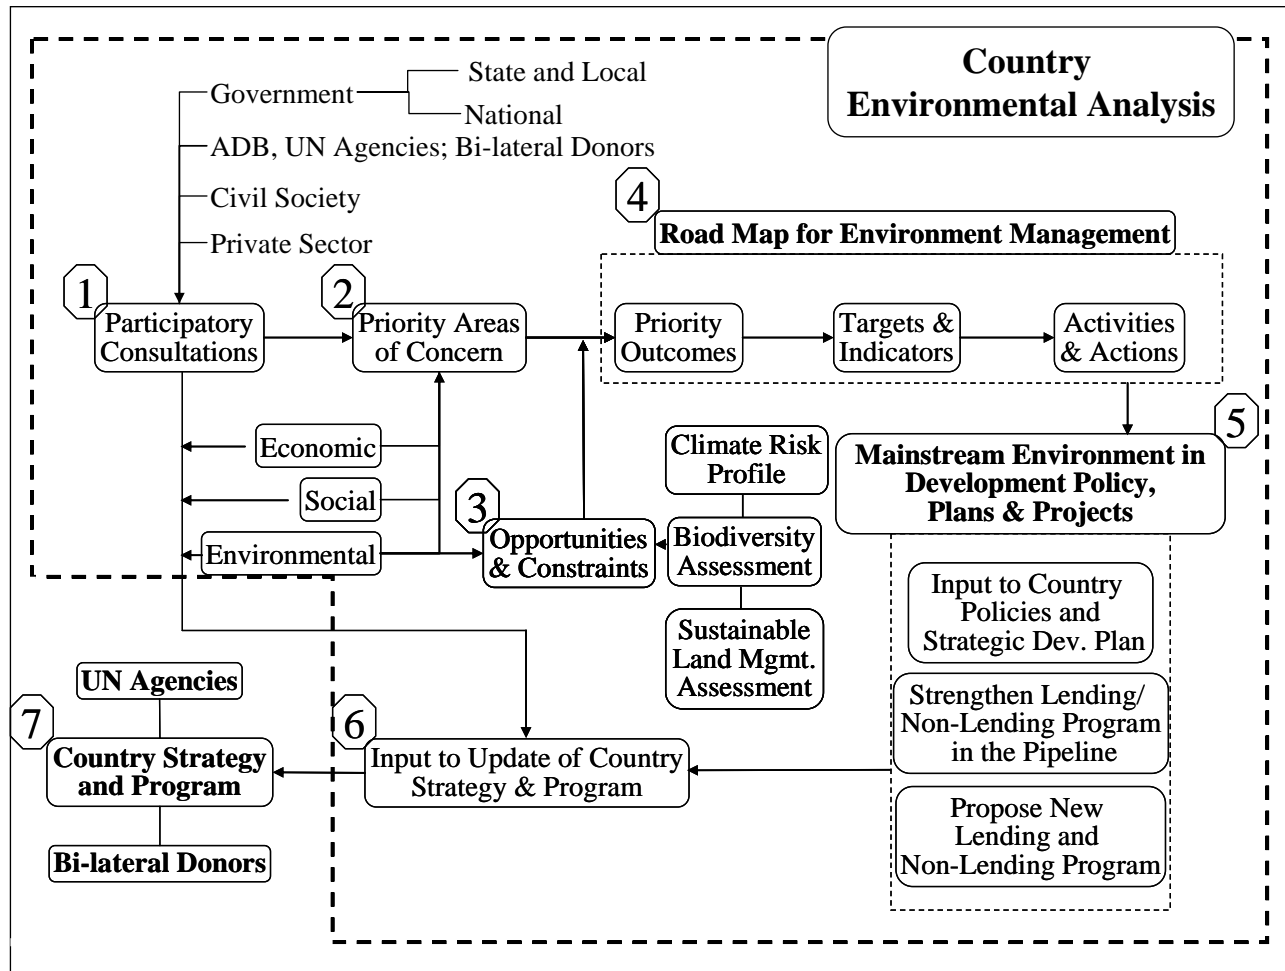 Country
Environmental Analysis
State and Local
Government
National
ADB, UN Agencies; Bi-lateral Donors
Civil Society
Private Sector
4
Road Map for Environment Management
1
Participatory
Consultations
2
Priority Areas
of Concern
Priority
Outcomes
Targets &
Indicators
Activities
& Actions
5
Mainstream Environment in
Development Policy,
Plans & Projects
Economic
Social
Environmental
3
Opportunities
& Constraints
Climate Risk
Profile
Biodiversity
Assessment
Sustainable
Land Mgmt.
Assessment
Input to Country
Policies and
Strategic Dev. Plan
Strengthen Lending/
Non-Lending Program
in the Pipeline
Propose New
Lending and
Non-Lending Program
6
Input to Update of Country
Strategy & Program
UN Agencies
7
Country Strategy
and Program
Bi-lateral Donors